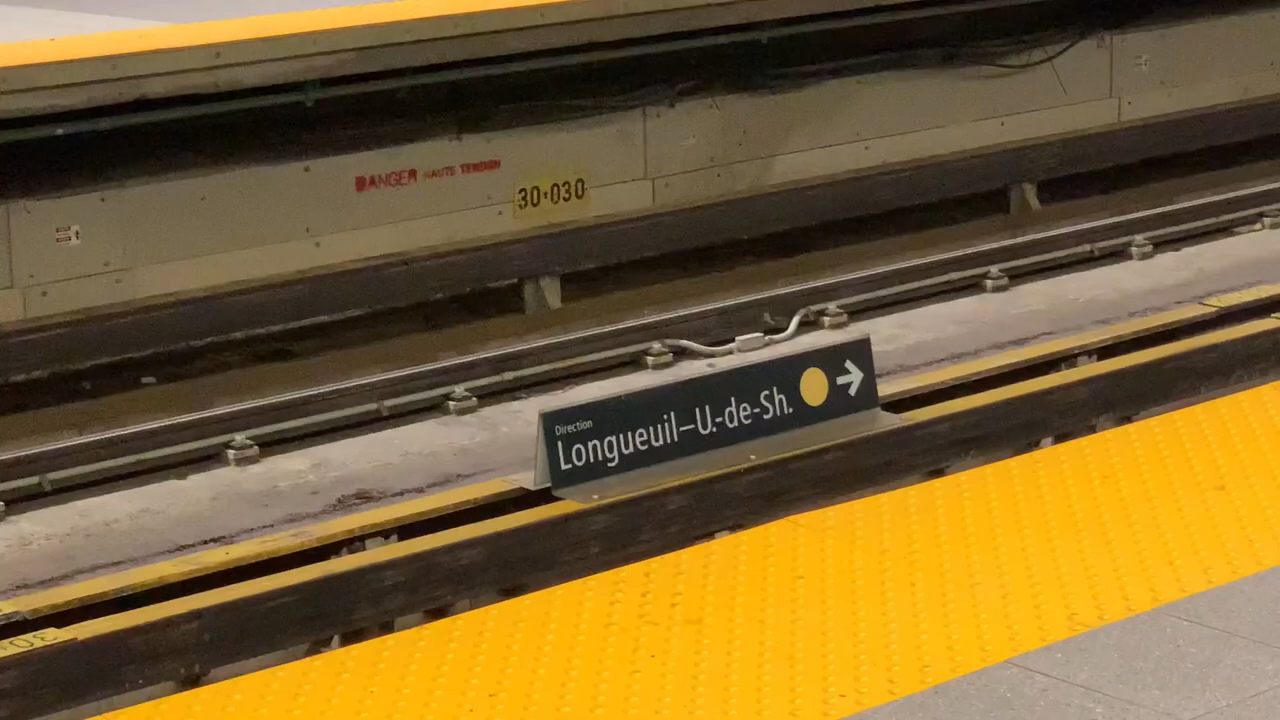 DANGER HAUTE TENSION
30·030
Direction
Longueuil–U.-de-Sh.
30